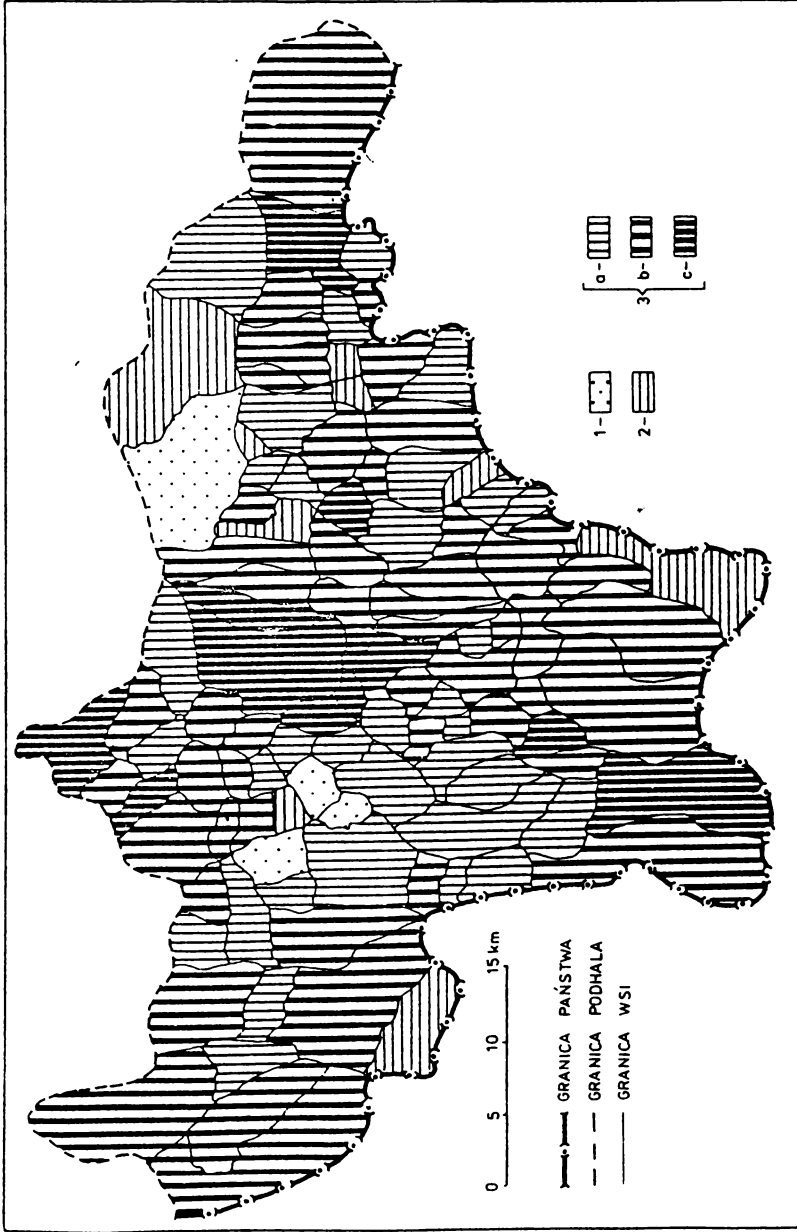 0 5 10 15 km
GRANICA PAŃSTWA
GRANICA PODHALA
GRANICA WSI
1-
2-
3
a-
b-
c-